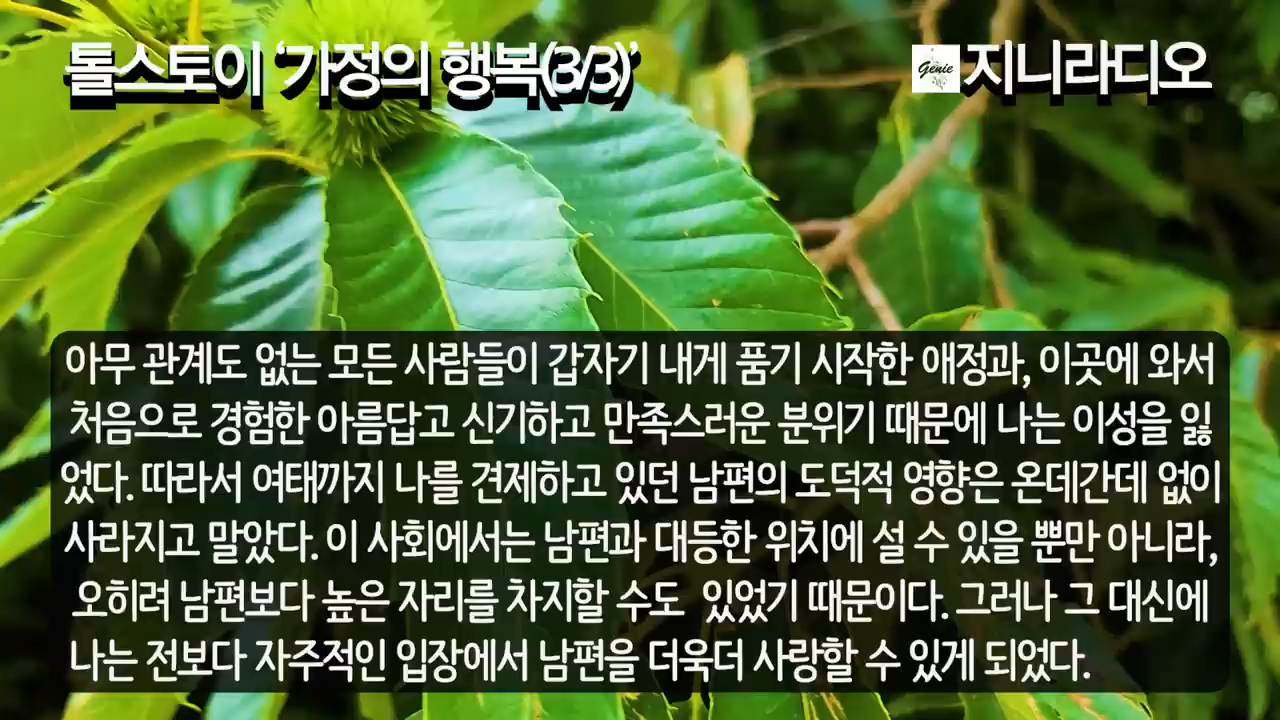 톨스토이 '가정의 행복(3/3)'
Genie 지니라디오
아무 관계도 없는 모든 사람들이 갑자기 내게 품기 시작한 애정과, 이곳에 와서
처음으로 경험한 아름답고 신기하고 만족스러운 분위기 때문에 나는 이성을 잃
었다. 따라서 여태까지 나를 견제하고 있던 남편의 도덕적 영향은 온데간데 없이
사라지고 말았다. 이 사회에서는 남편과 대등한 위치에 설 수 있을 뿐만 아니라,
오히려 남편보다 높은 자리를 차지할 수도 있었기 때문이다. 그러나 그 대신에
나는 전보다 자주적인 입장에서 남편을 더욱더 사랑할 수 있게 되었다.